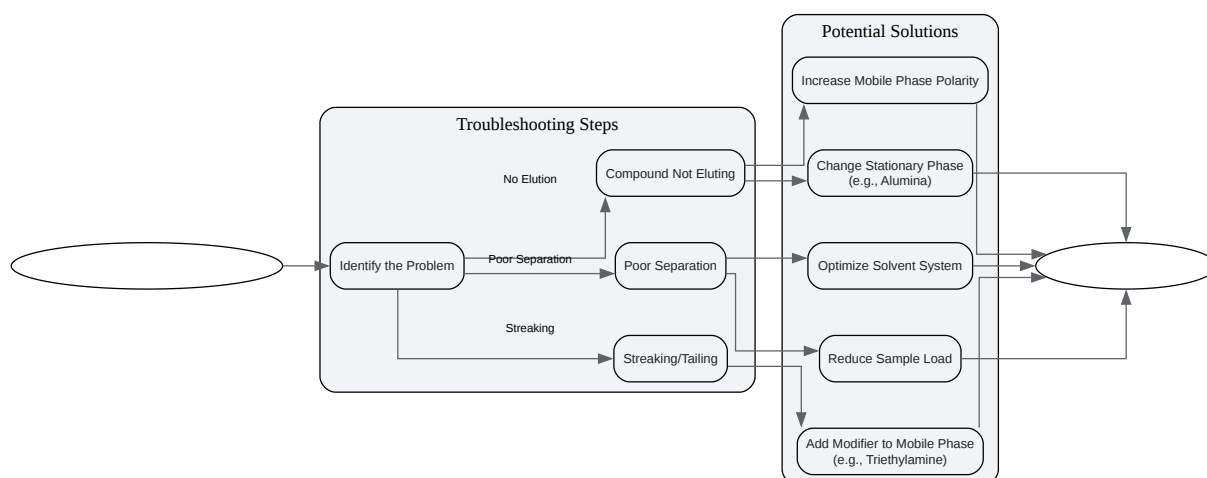 Potential Solutions
Increase Mobile Phase Polarity
Troubleshooting Steps
No Elution
Compound Not Eluting
Change Stationary Phase
(e.g., Alumina)
Identify the Problem
Poor Separation
Poor Separation
Optimize Solvent System
Streaking
Streaking/Tailing
Reduce Sample Load
Add Modifier to Mobile Phase
(e.g., Triethylamine)